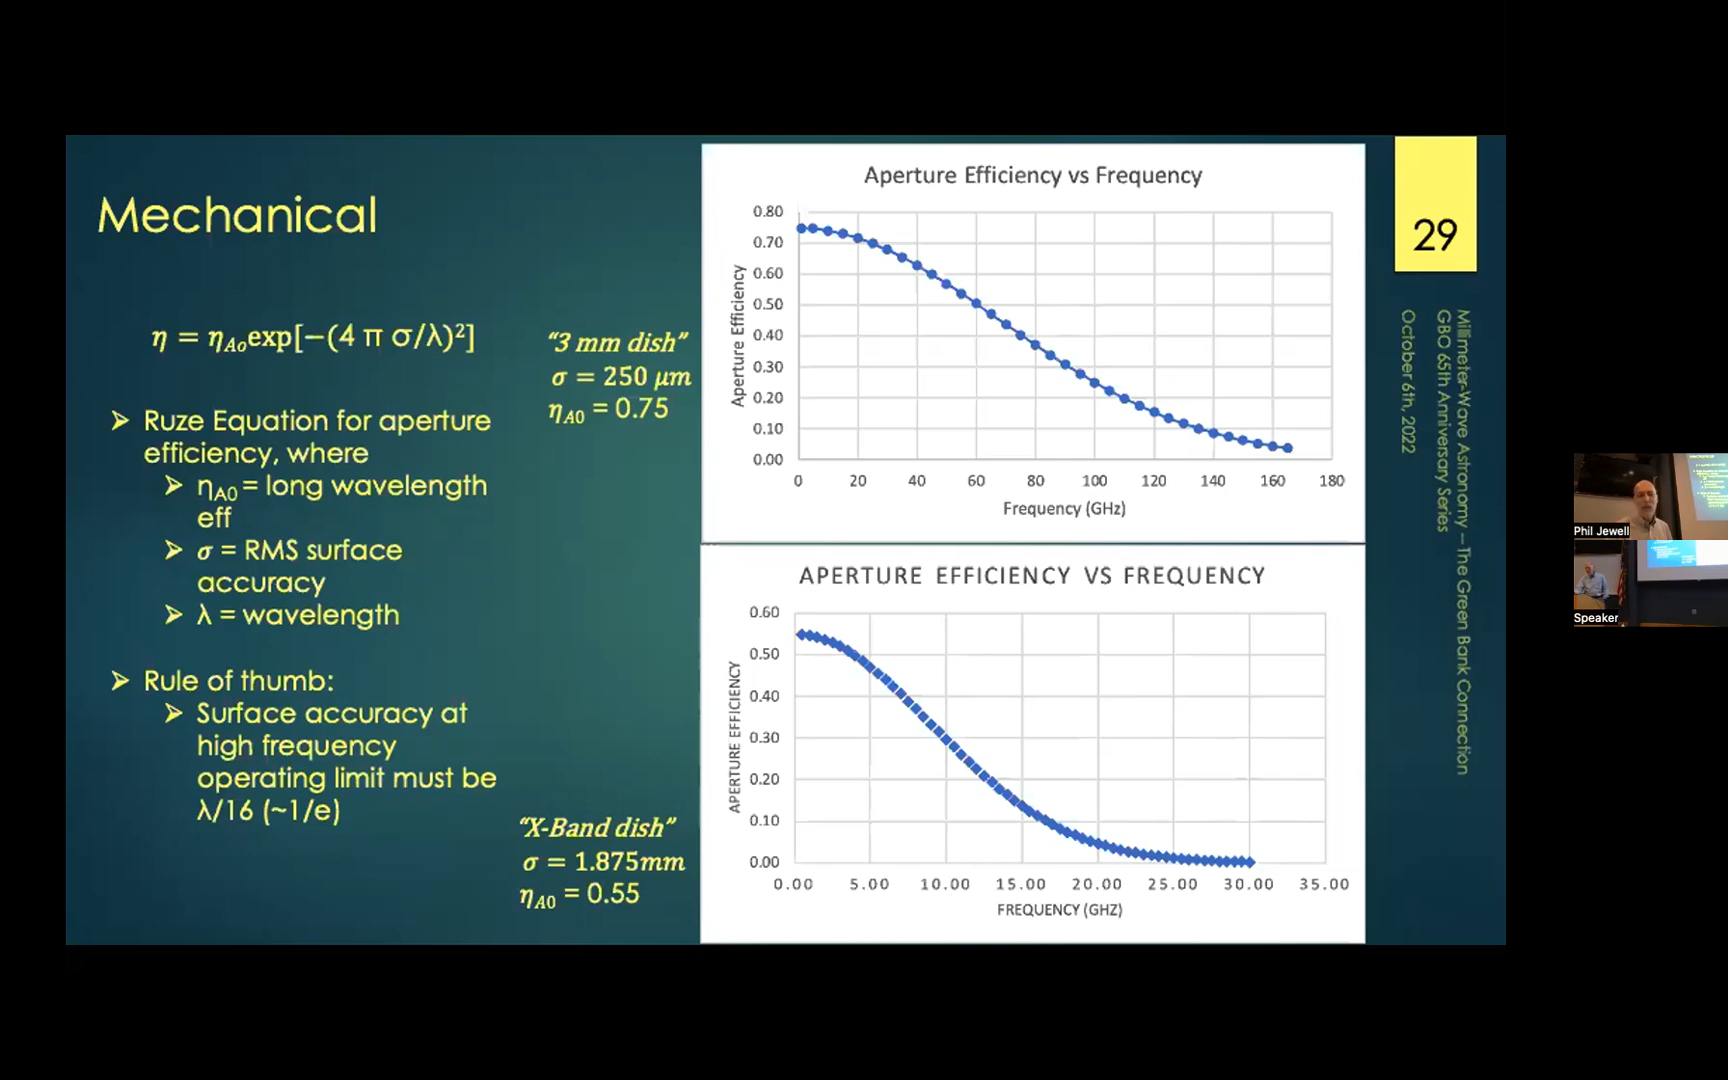 Mechanical
η = ηAo exp[−(4 π σ/λ)²]
➤ Ruze Equation for aperture
efficiency, where
➤ ηA0 = long wavelength
eff
➤ σ = RMS surface
accuracy
➤ λ = wavelength
➤ Rule of thumb:
➤ Surface accuracy at
high frequency
operating limit must be
λ/16 (~1/e)
“3 mm dish”
σ = 250 μm
ηA0 = 0.75
“X-Band dish”
σ = 1.875mm
ηA0 = 0.55
Aperture Efficiency vs Frequency
Aperture Efficiency
0.80
0.70
0.60
0.50
0.40
0.30
0.20
0.10
0.00
0 20 40 60 80 100 120 140 160 180
Frequency (GHz)
APERTURE EFFICIENCY VS FREQUENCY
APERTURE EFFICIENCY
0.60
0.50
0.40
0.30
0.20
0.10
0.00
0.00 5.00 10.00 15.00 20.00 25.00 30.00 35.00
FREQUENCY (GHZ)
29
Millimeter-Wave Astronomy –The Green Bank Connection
GBO 65th Anniversary Series
October 6th, 2022
Phil Jewell
Speaker